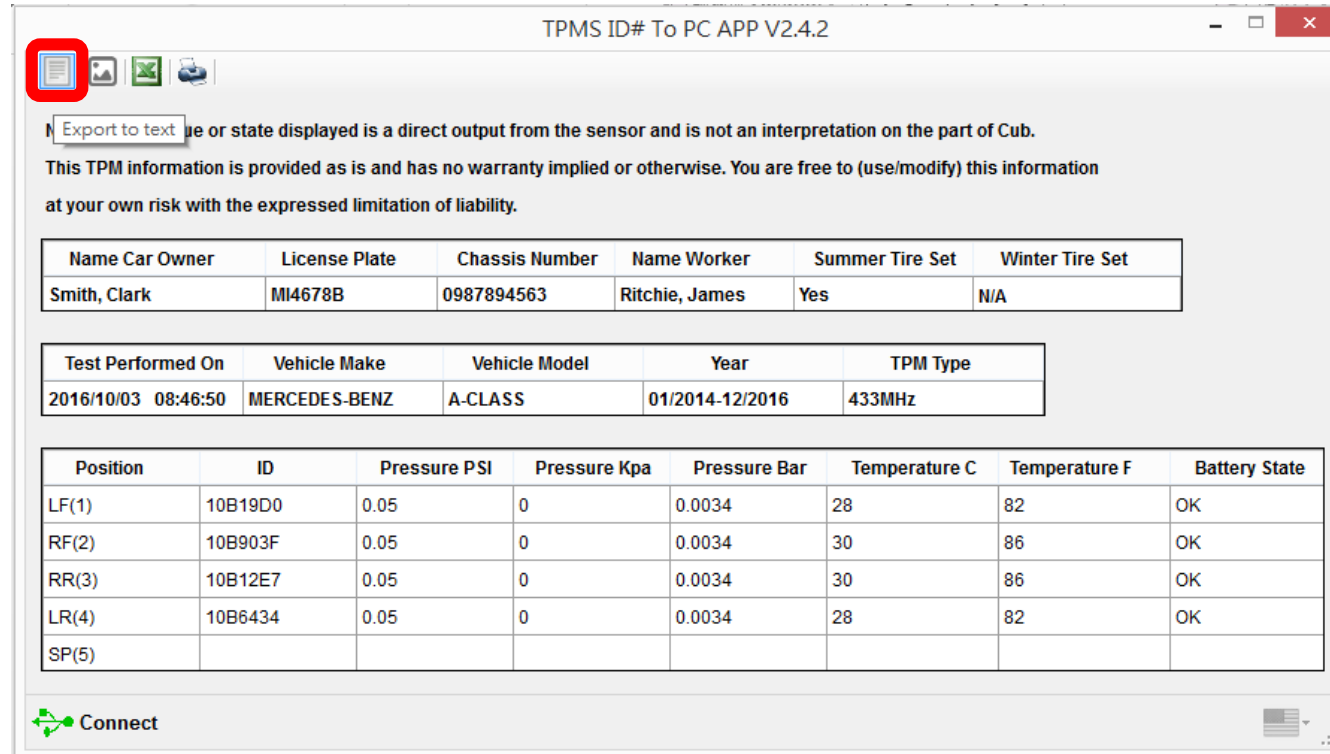 TPMS ID# To PC APP V2.4.2
Export to text
or state displayed is a direct output from the sensor and is not an interpretation on the part of Cub.
This TPM information is provided as is and has no warranty implied or otherwise. You are free to (use/modify) this information
at your own risk with the expressed limitation of liability.
Name Car Owner License Plate Chassis Number Name Worker Summer Tire Set Winter Tire Set
Smith, Clark MI4678B 0987894563 Ritchie, James Yes N/A
Test Performed On Vehicle Make Vehicle Model Year TPM Type
2016/10/03 08:46:50 MERCEDES-BENZ A-CLASS 01/2014-12/2016 433MHz
Position ID Pressure PSI Pressure Kpa Pressure Bar Temperature C Temperature F Battery State
LF(1) 10B19D0 0.05 0 0.0034 28 82 OK
RF(2) 10B903F 0.05 0 0.0034 30 86 OK
RR(3) 10B12E7 0.05 0 0.0034 30 86 OK
LR(4) 10B6434 0.05 0 0.0034 28 82 OK
SP(5)
Connect